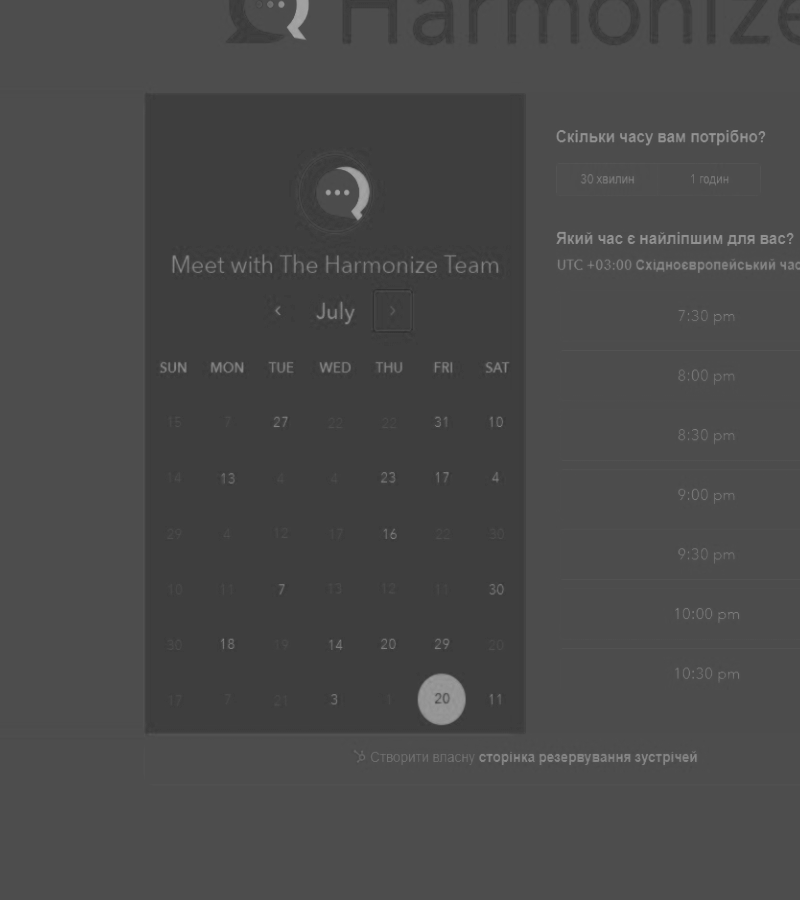 Harmonize
Скільки часу вам потрібно?
30 хвилин 1 годин
Який час є найліпшим для вас?
UTC +03:00 Східноєвропейський час
Meet with The Harmonize Team
July
SUN MON TUE WED THU FRI SAT
15 7 27 22 22 31 10
14 13 4 4 23 17 4
29 4 12 17 16 22 30
10 11 7 13 12 11 30
30 18 19 14 20 29 20
17 7 21 3 20 11
7:30 pm
8:00 pm
8:30 pm
9:00 pm
9:30 pm
10:00 pm
10:30 pm
Створити власну сторінка резервування зустрічей